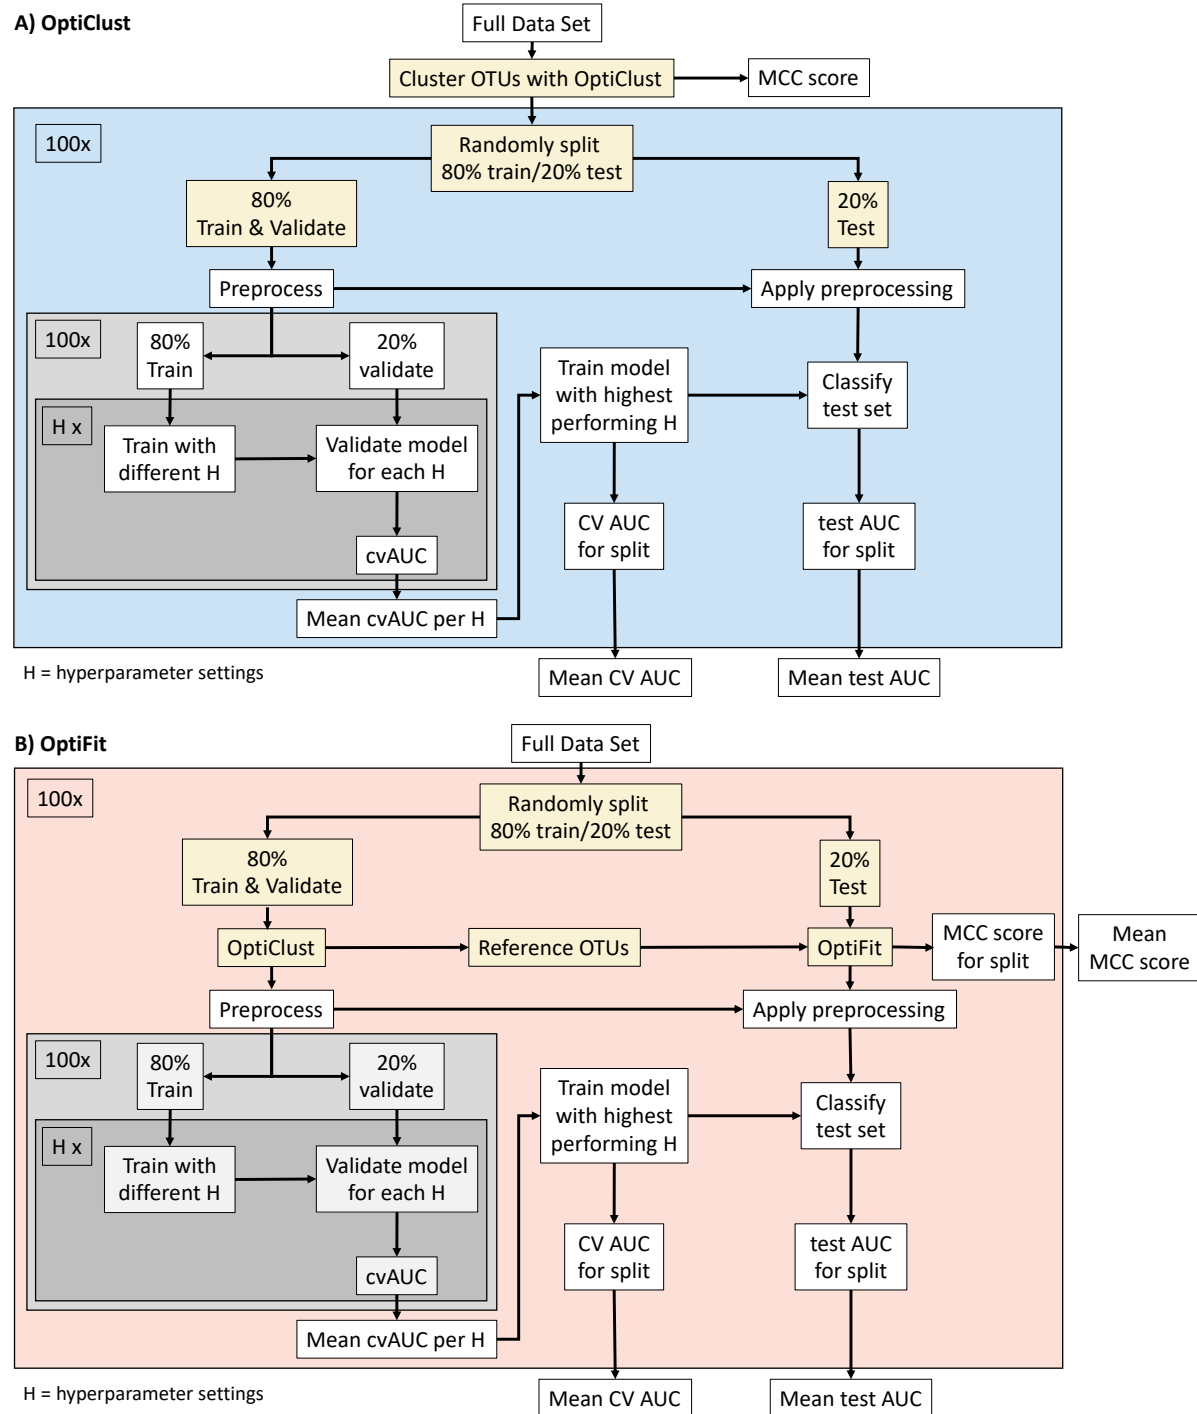 A) OptiClust
Full Data Set
Cluster OTUs with OptiClust
MCC score
100x
Randomly split
80% train/20% test
80%
Train & Validate
20%
Test
Preprocess
Apply preprocessing
100x
80%
Train
20%
validate
Train model
with highest
performing H
Classify
test set
H x
Train with
different H
Validate model
for each H
CV AUC
for split
test AUC
for split
cvAUC
Mean cvAUC per H
H = hyperparameter settings
Mean CV AUC
Mean test AUC
B) OptiFit
Full Data Set
100x
Randomly split
80% train/20% test
80%
Train & Validate
20%
Test
OptiClust
Reference OTUs
OptiFit
MCC score
for split
Mean
MCC score
Preprocess
Apply preprocessing
100x
80%
Train
20%
validate
Train model
with highest
performing H
Classify
test set
H x
Train with
different H
Validate model
for each H
CV AUC
for split
test AUC
for split
cvAUC
Mean cvAUC per H
H = hyperparameter settings
Mean CV AUC
Mean test AUC